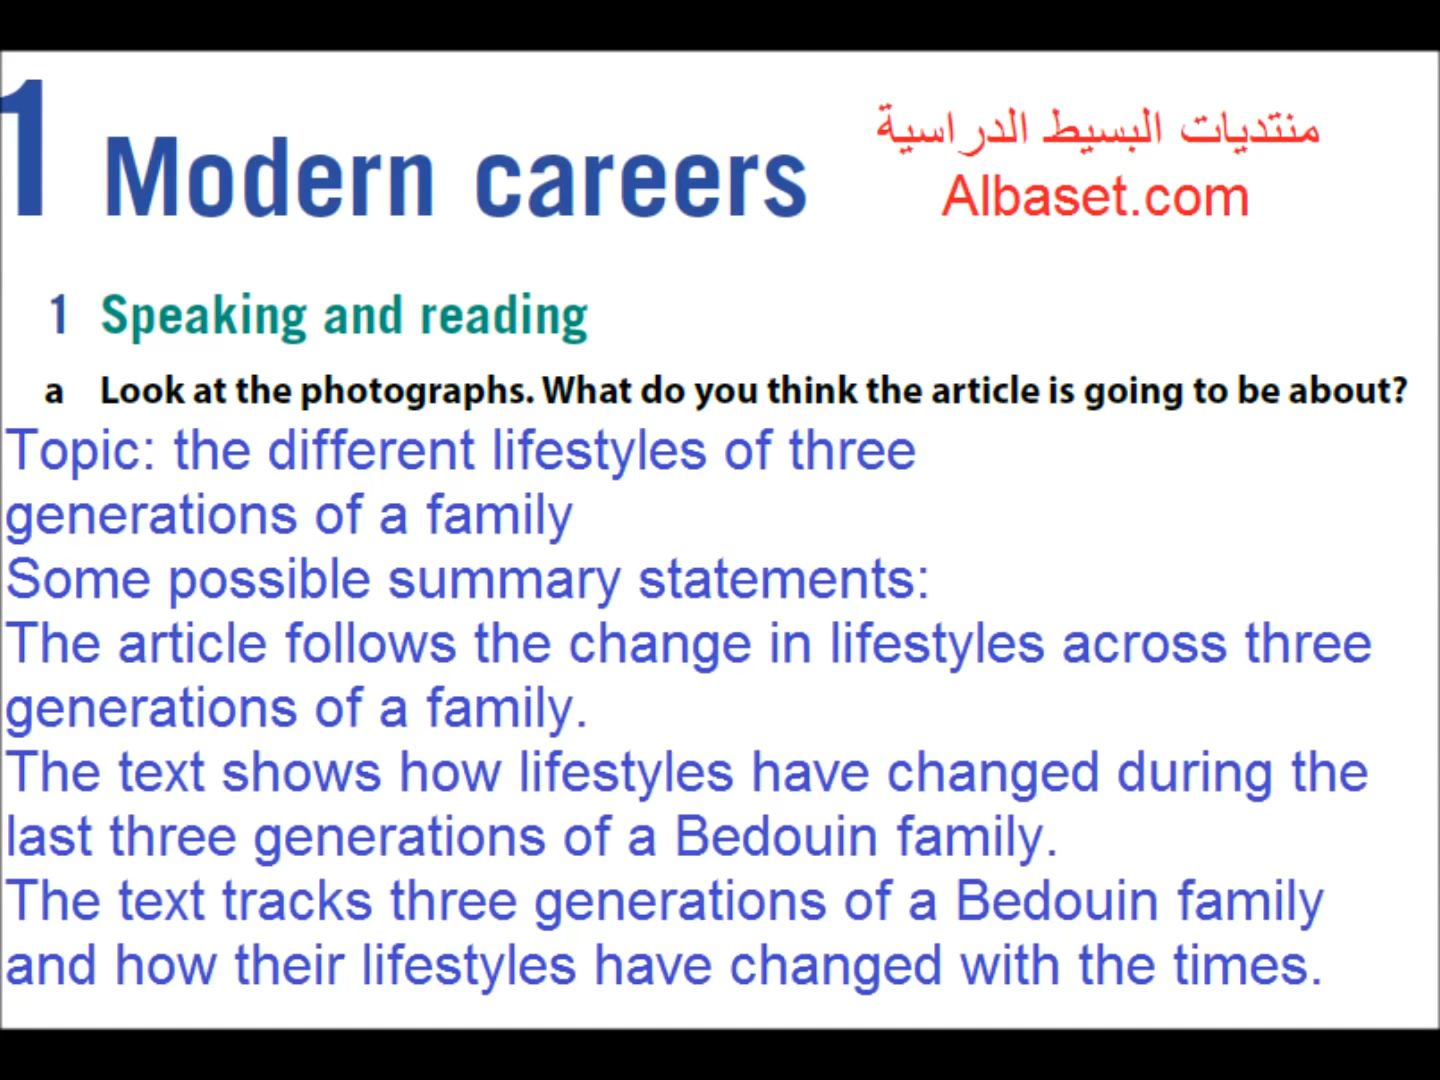 1 Modern careers
منتديات البسيط الدراسية
Albaset.com
1 Speaking and reading
a Look at the photographs. What do you think the article is going to be about?
Topic: the different lifestyles of three
generations of a family
Some possible summary statements:
The article follows the change in lifestyles across three
generations of a family.
The text shows how lifestyles have changed during the
last three generations of a Bedouin family.
The text tracks three generations of a Bedouin family
and how their lifestyles have changed with the times.